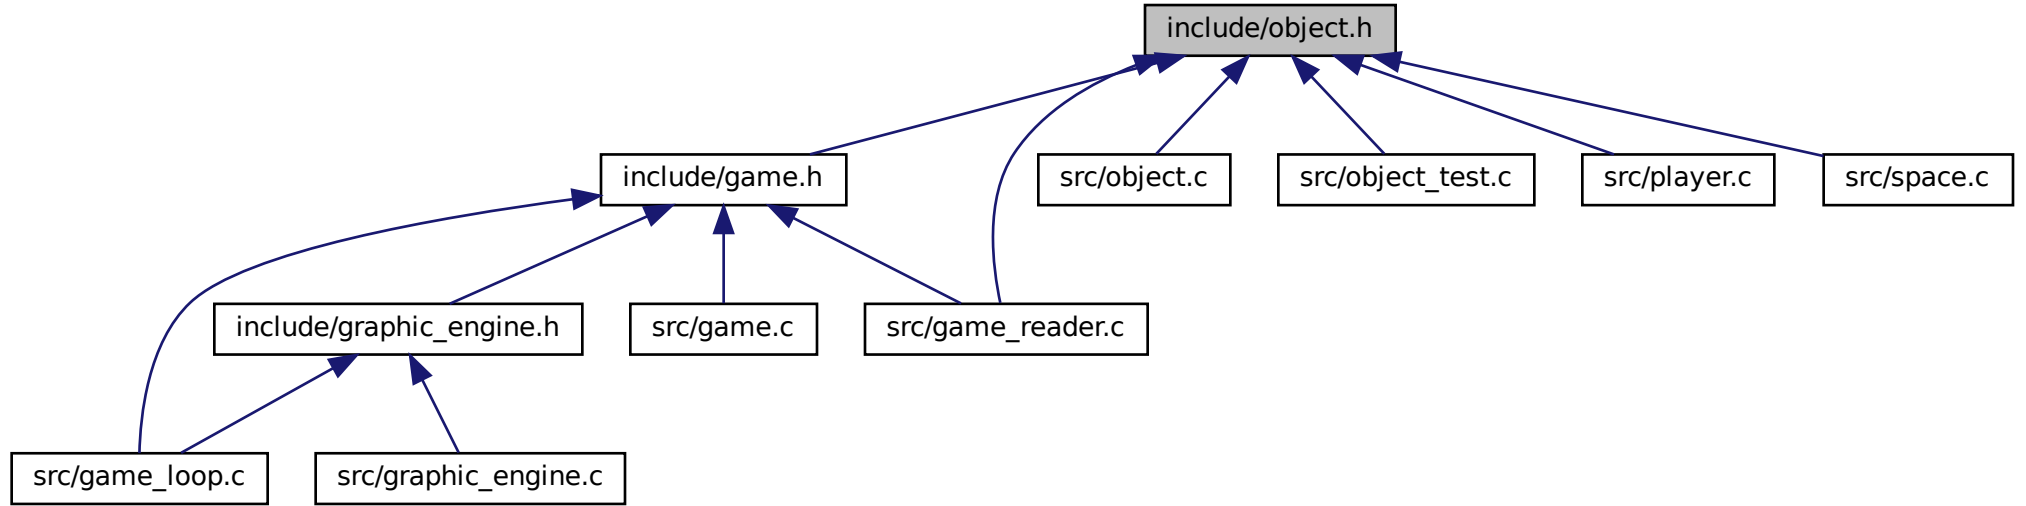 include/object.h
include/game.h
src/object.c
src/object_test.c
src/player.c
src/space.c
include/graphic_engine.h
src/game.c
src/game_reader.c
src/game_loop.c
src/graphic_engine.c